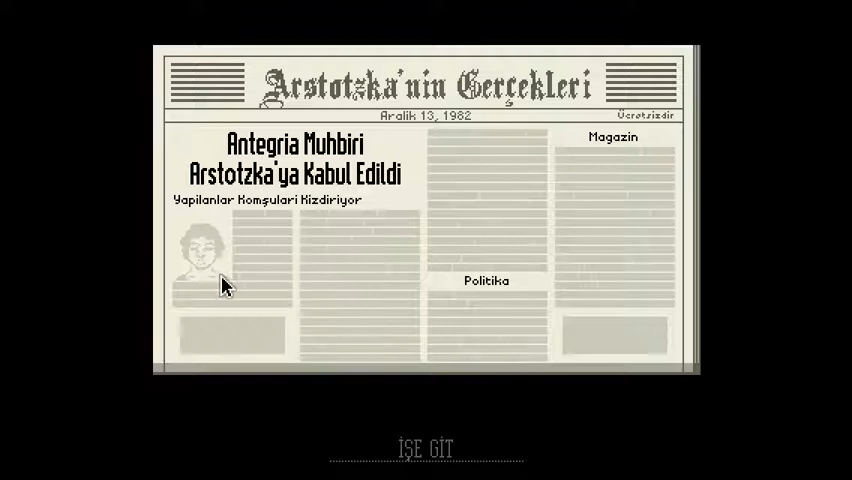 Arstotzka'nin Gerçekleri
Aralik 13, 1982
Ücretsizdir
Antegria Muhbiri
Arstotzka'ya Kabul Edildi
Yapilanlar Komşulari Kizdiriyor
Magazin
Politika
İŞE GİT